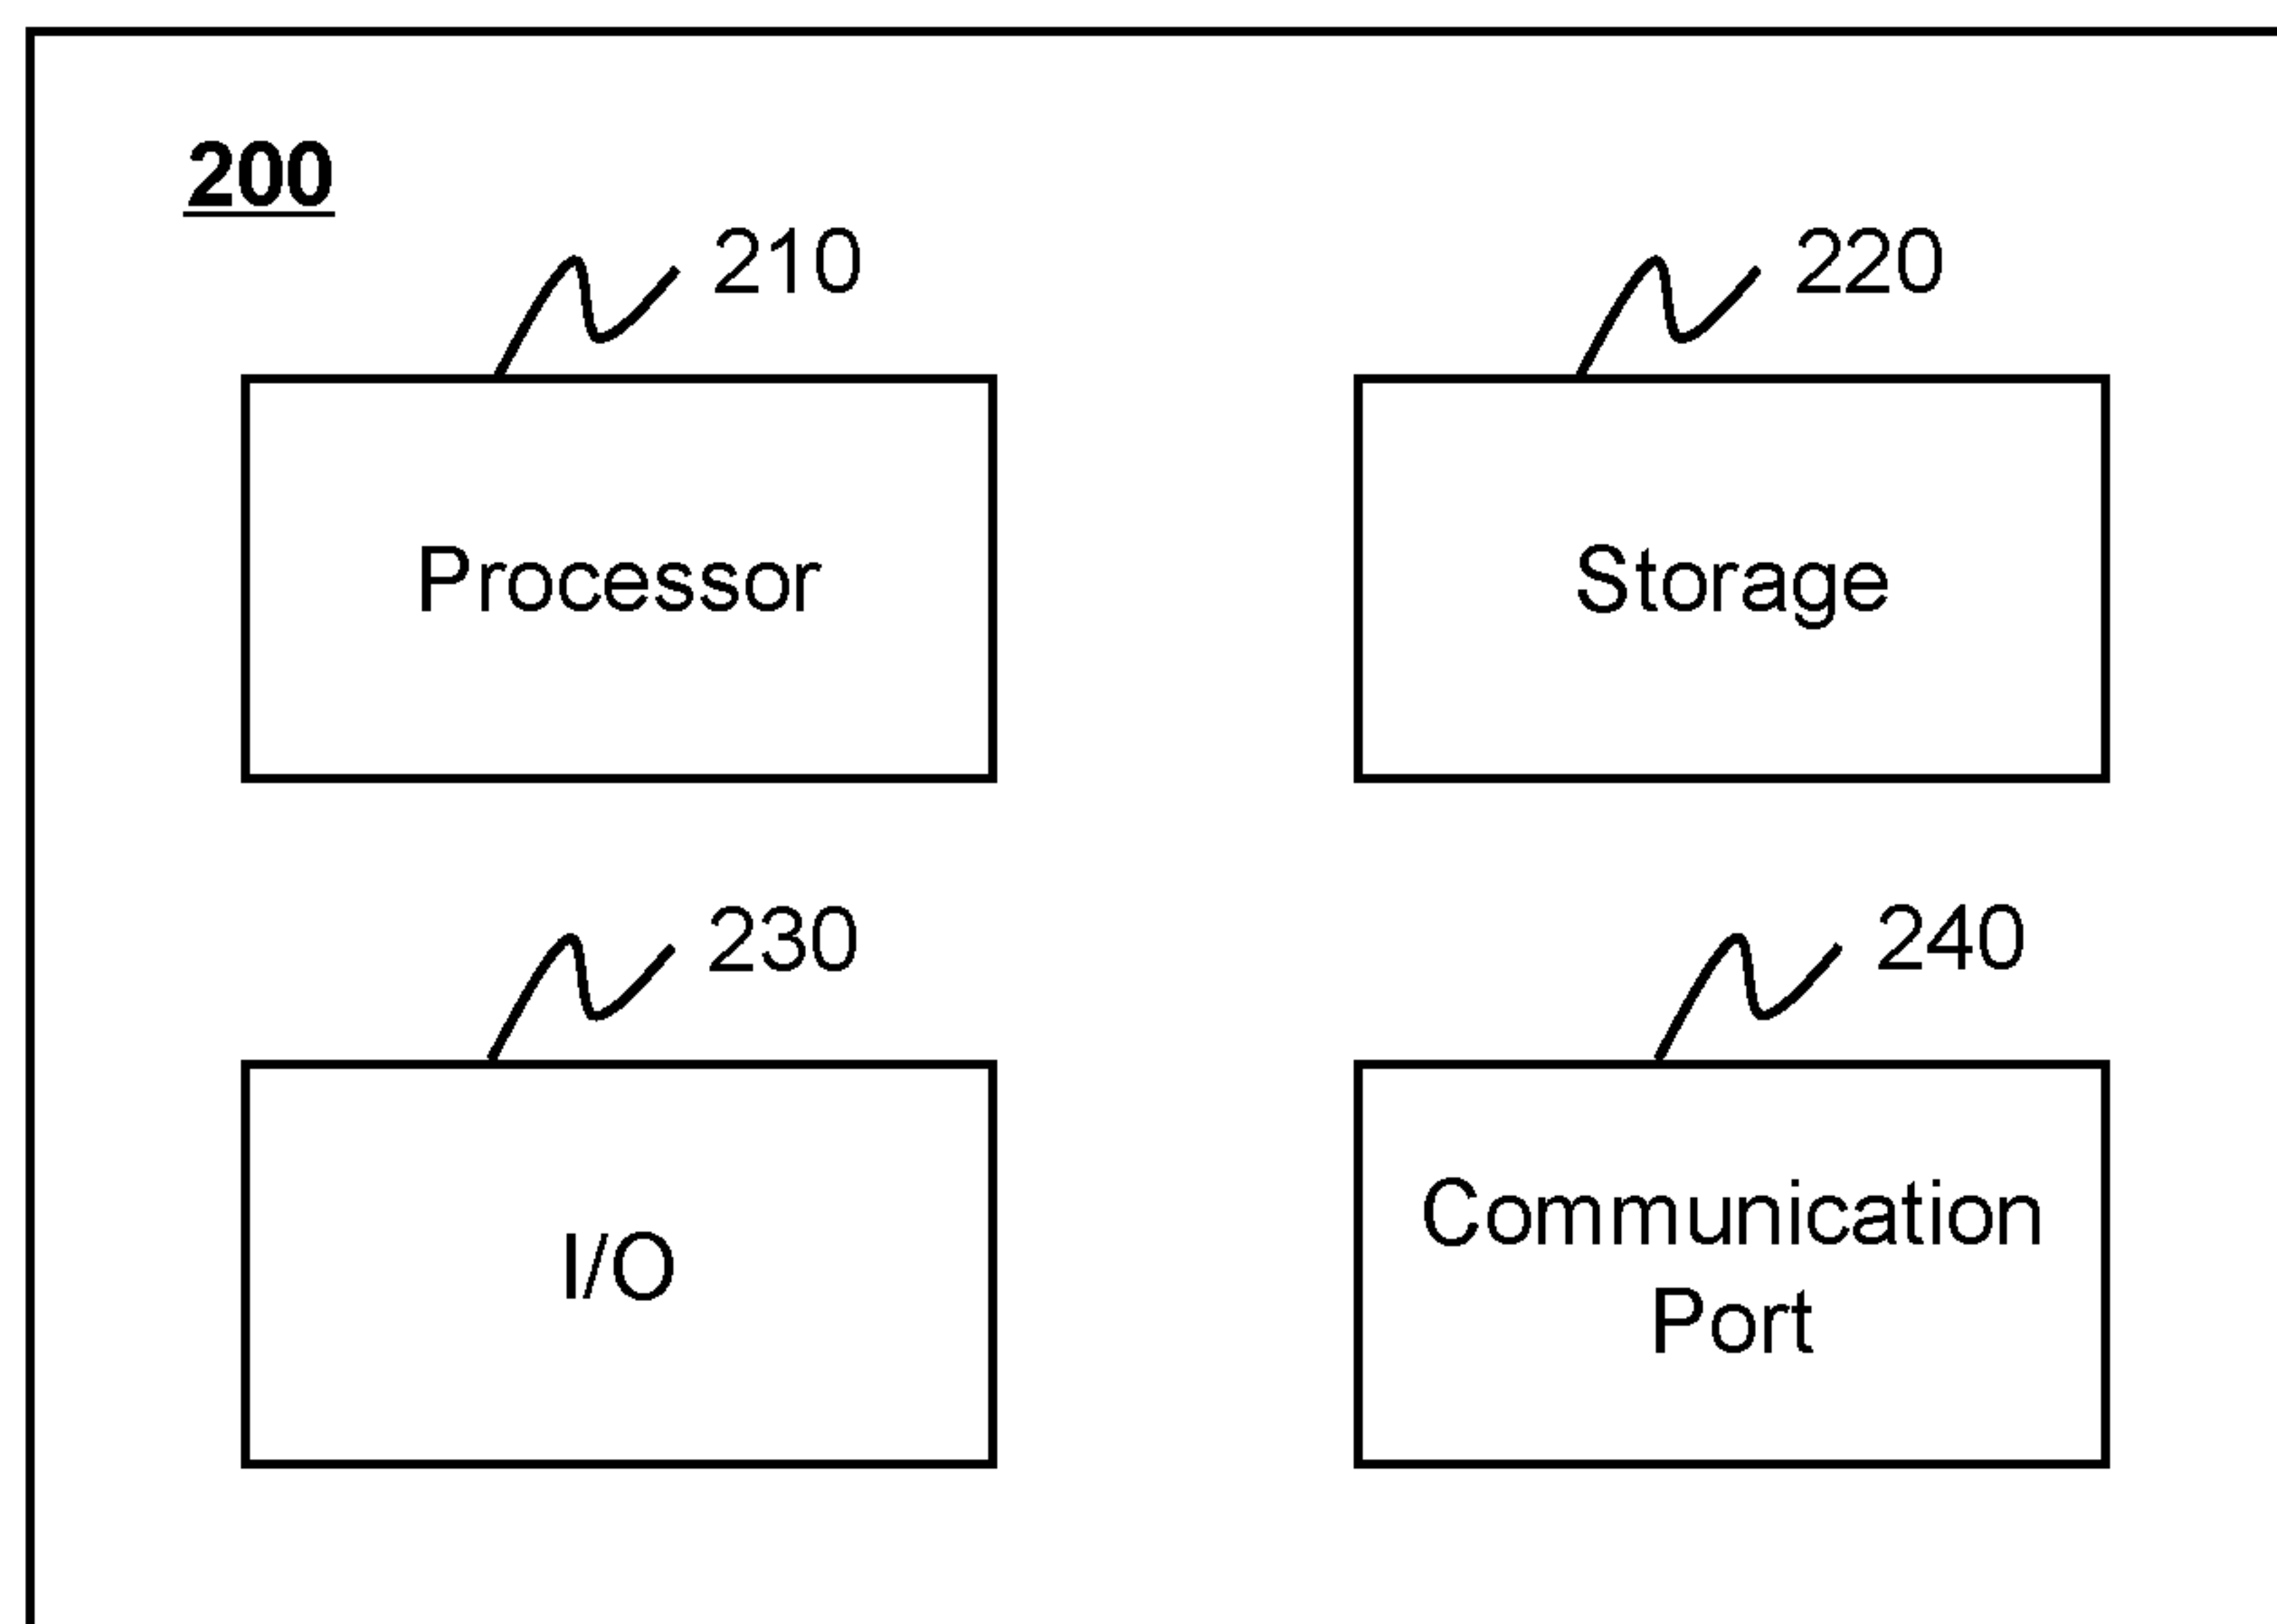 200
210
220
Processor
Storage
230
240
I/O
Communication
Port